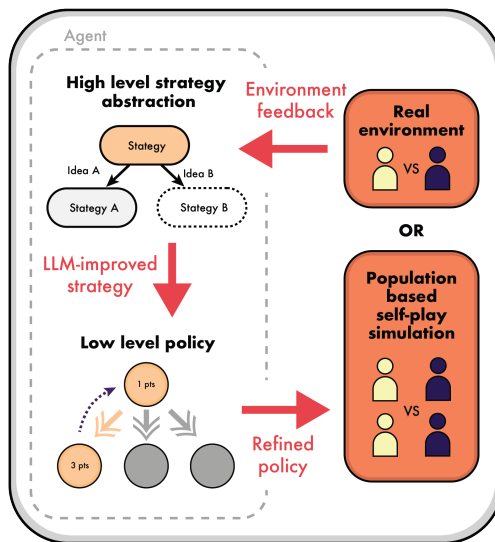 Agent
High level strategy
abstraction
Stategy
Idea A
Idea B
Stategy A
Stategy B
LLM-improved
strategy
Low level policy
1 pts
3 pts
Environment
feedback
Real
environment
VS
OR
Population
based
self-play
simulation
VS
Refined
policy